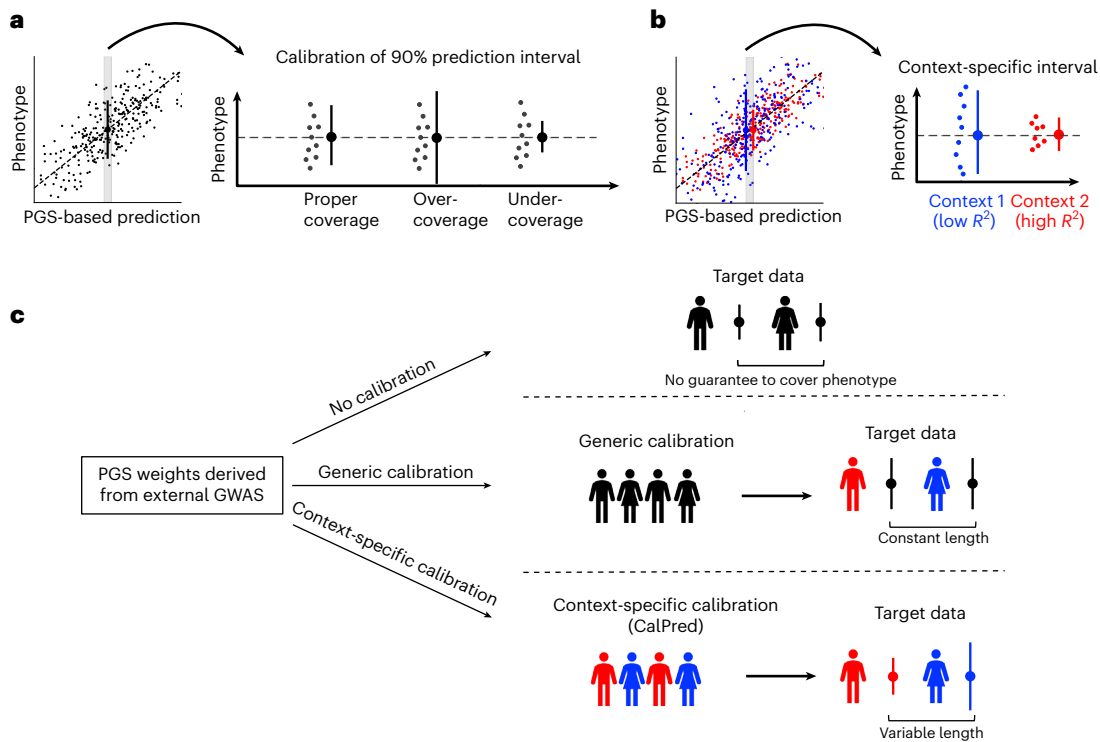 a
Calibration of 90% prediction interval
Phenotype
PGS-based prediction
Phenotype
Proper
coverage
Over-
coverage
Under-
coverage
b
Context-specific interval
Phenotype
PGS-based prediction
Phenotype
Context 1
(low R²)
Context 2
(high R²)
c
PGS weights derived
from external GWAS
No calibration
Generic calibration
Context-specific calibration
Target data
No guarantee to cover phenotype
Generic calibration
Target data
Constant length
Context-specific calibration
(CalPred)
Target data
Variable length